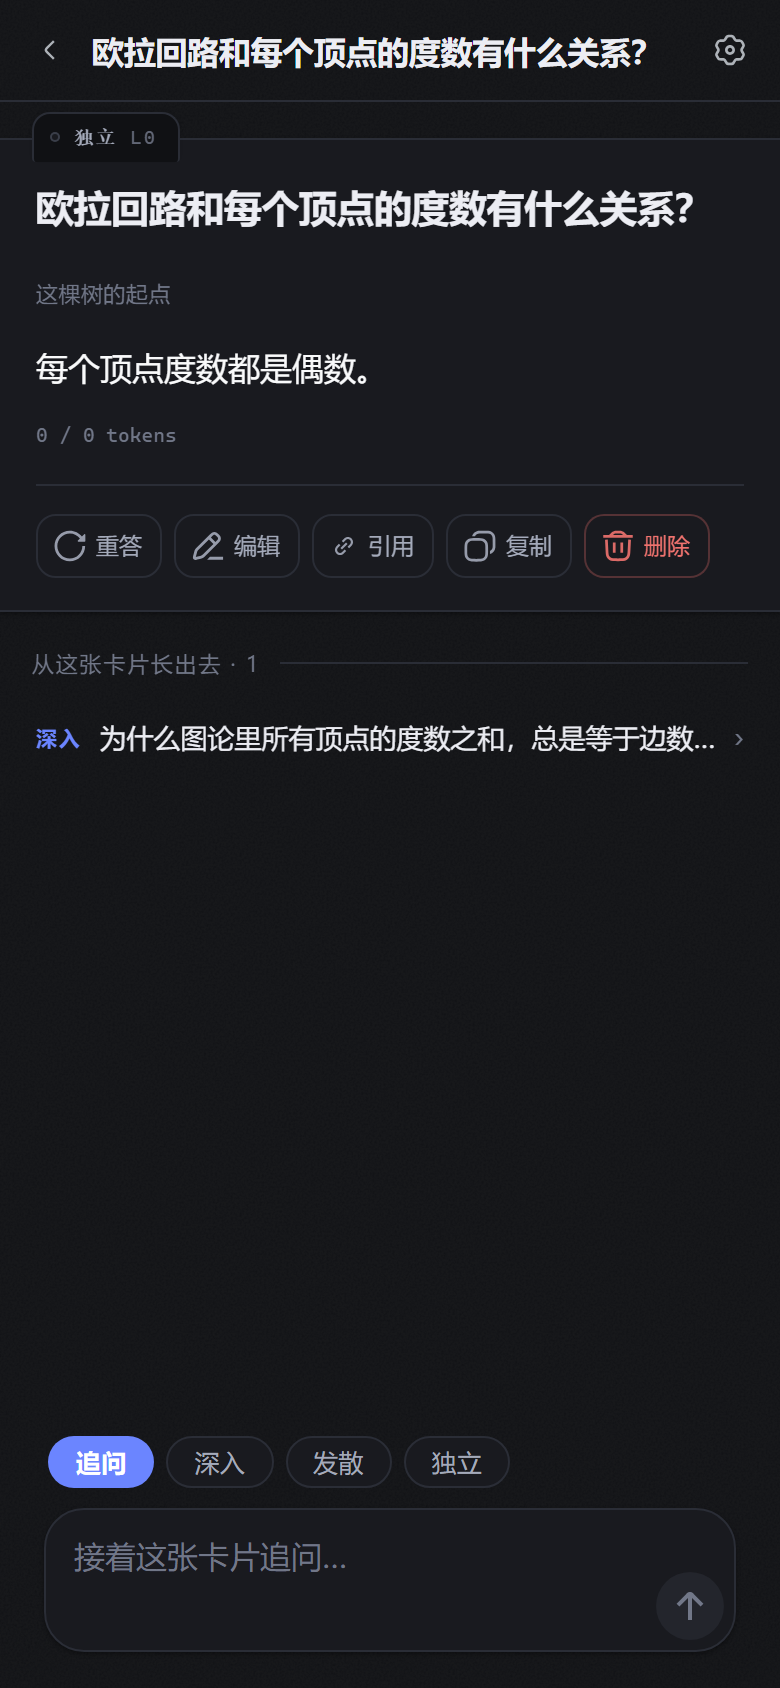 欧拉回路和每个顶点的度数有什么关系?
独立 L0
欧拉回路和每个顶点的度数有什么关系?
这棵树的起点
每个顶点度数都是偶数。
0 / 0 tokens
重答 编辑 引用 复制 删除
从这张卡片长出去 · 1
深入 为什么图论里所有顶点的度数之和，总是等于边数...
追问 深入 发散 独立
接着这张卡片追问...